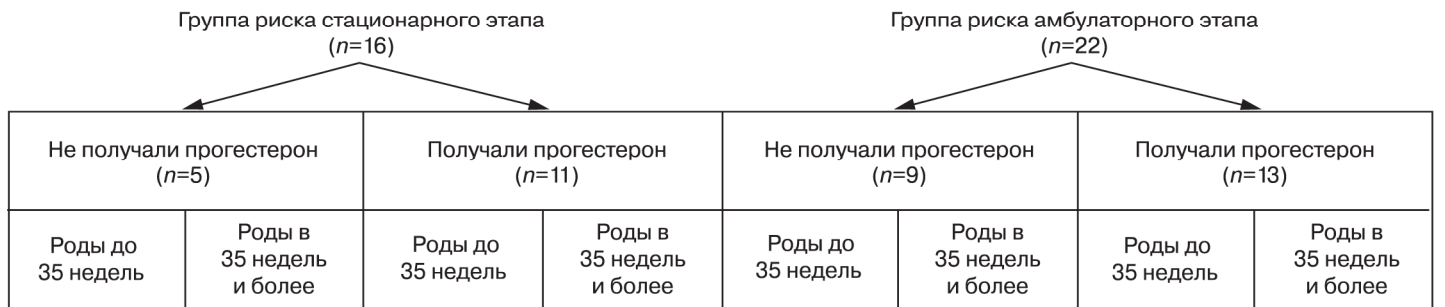 Группа риска стационарного этапа
(n=16)
Группа риска амбулаторного этапа
(n=22)
Не получали прогестерон
(n=5)
Получали прогестерон
(n=11)
Не получали прогестерон
(n=9)
Получали прогестерон
(n=13)
Роды до
35 недель
Роды в
35 недель
и более
Роды до
35 недель
Роды в
35 недель
и более
Роды до
35 недель
Роды в
35 недель
и более
Роды до
35 недель
Роды в
35 недель
и более